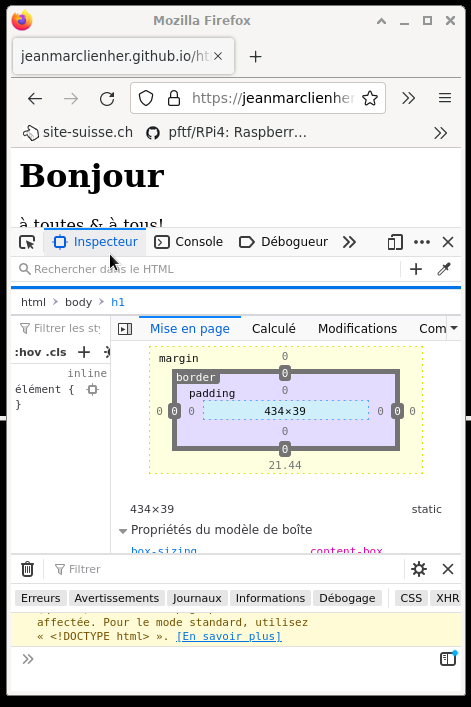 Mozilla Firefox
jeanmarclienher.github.io/ht
https://jeanmarclienher
site-suisse.ch pftf/RPi4: Raspberr…
Bonjour
à toutes & à tous!
Inspecteur Console Débogueur
Rechercher dans le HTML
html body h1
Filtrer les sty Mise en page Calculé Modifications Com
:hov .cls
inline
élément {
}
margin 0
border 0
padding 0
0 0 0 434×39 0 0 0
0
0
21.44
434×39 static
Propriétés du modèle de boîte
box-sizing content-box
Filtrer
Erreurs Avertissements Journaux Informations Débogage CSS XHR
affectée. Pour le mode standard, utilisez
« <!DOCTYPE html> ». [En savoir plus]